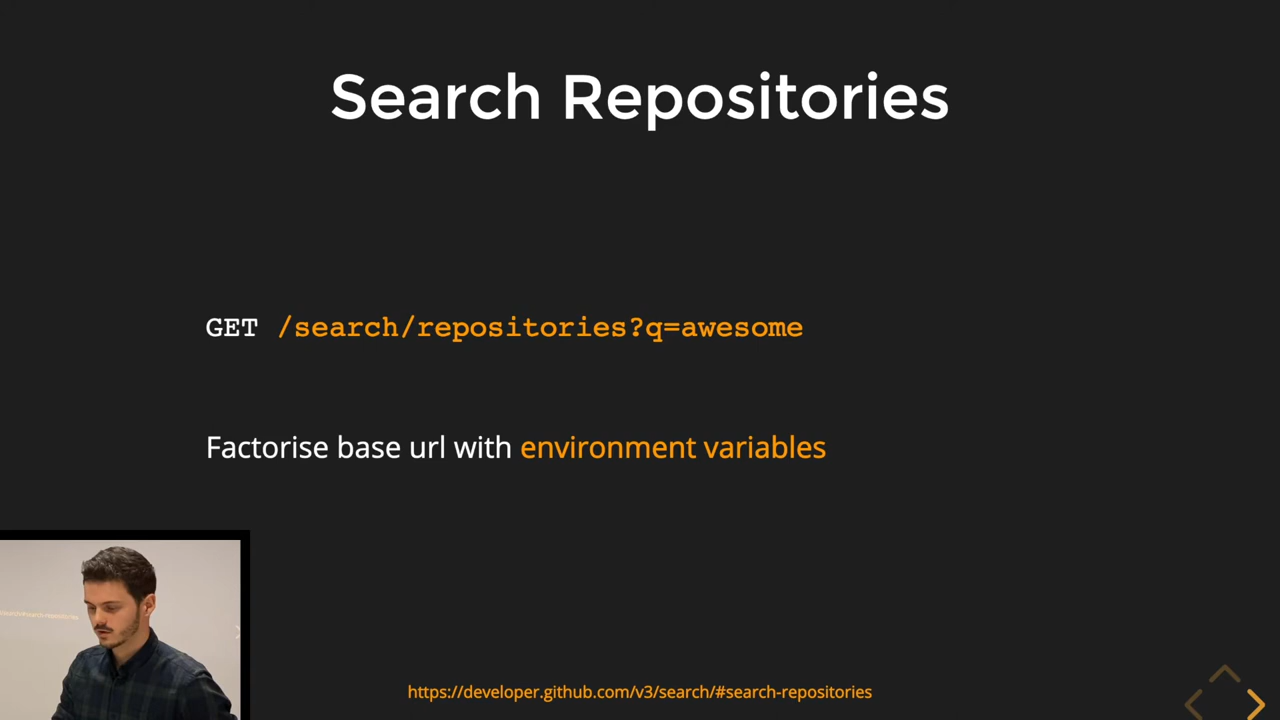 Search Repositories
GET /search/repositories?q=awesome
Factorise base url with environment variables
https://developer.github.com/v3/search/#search-repositories